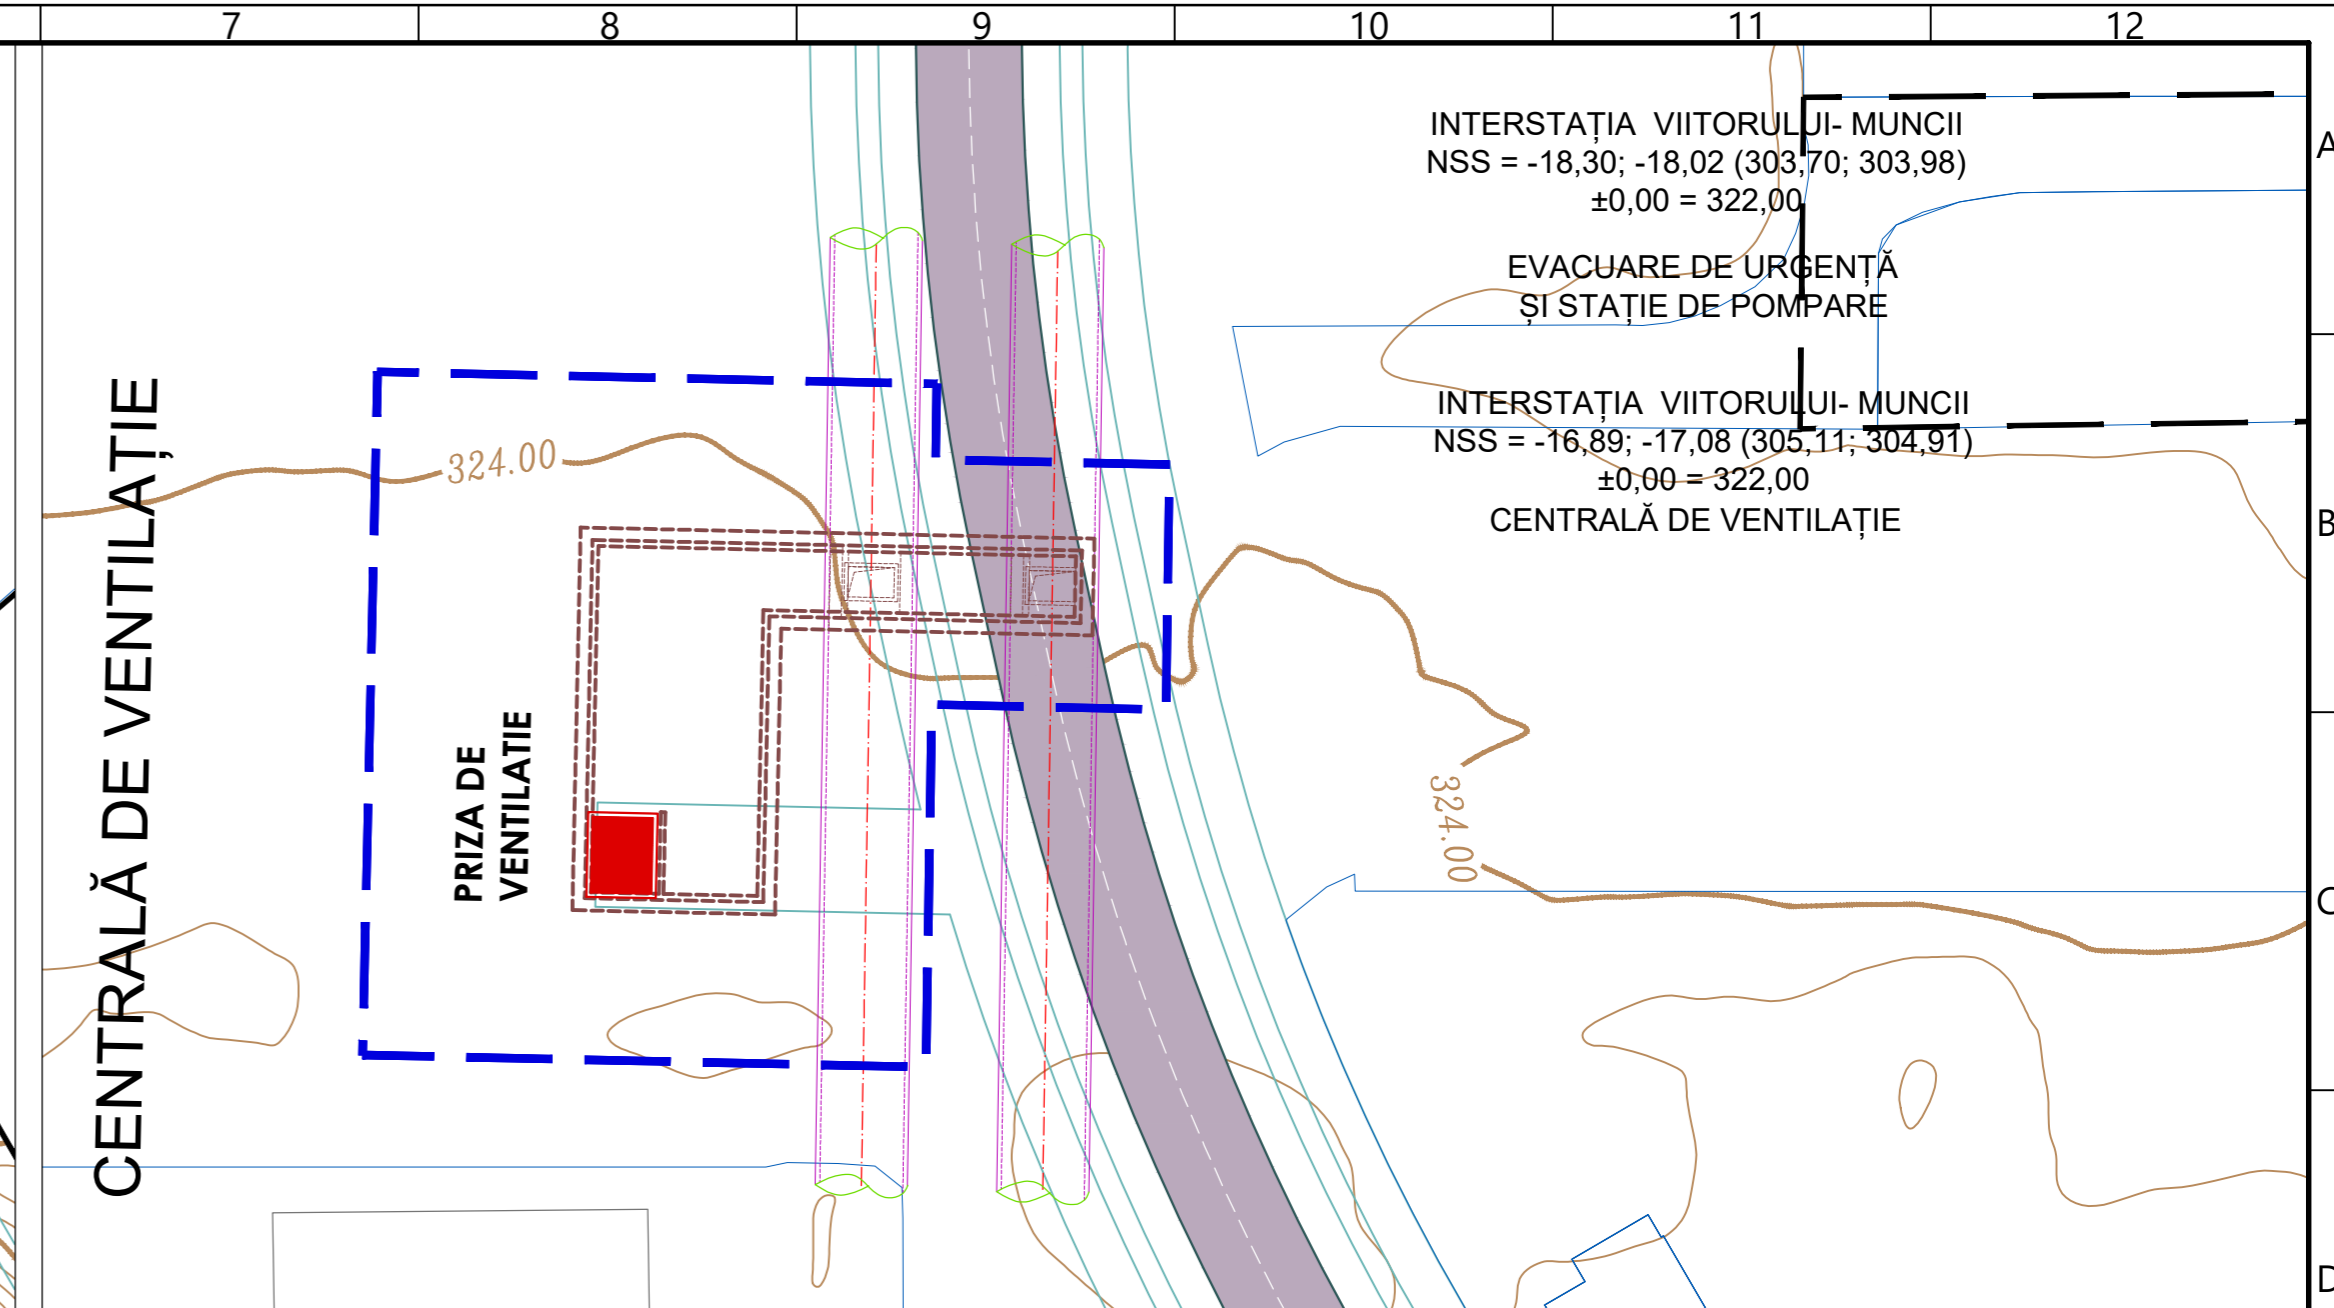 7 8 9 10 11 12
A
INTERSTAȚIA VIITORULUI- MUNCII
NSS = -18,30; -18,02 (303,70; 303,98)
±0,00 = 322,00
EVACUARE DE URGENȚĂ
ȘI STAȚIE DE POMPARE
INTERSTAȚIA VIITORULUI- MUNCII
NSS = -16,89; -17,08 (305,11; 304,91)
±0,00 = 322,00
CENTRALĂ DE VENTILAȚIE
B
CENTRALĂ DE VENTILAȚIE
324.00
PRIZA DE
VENTILATIE
324.00
C
D